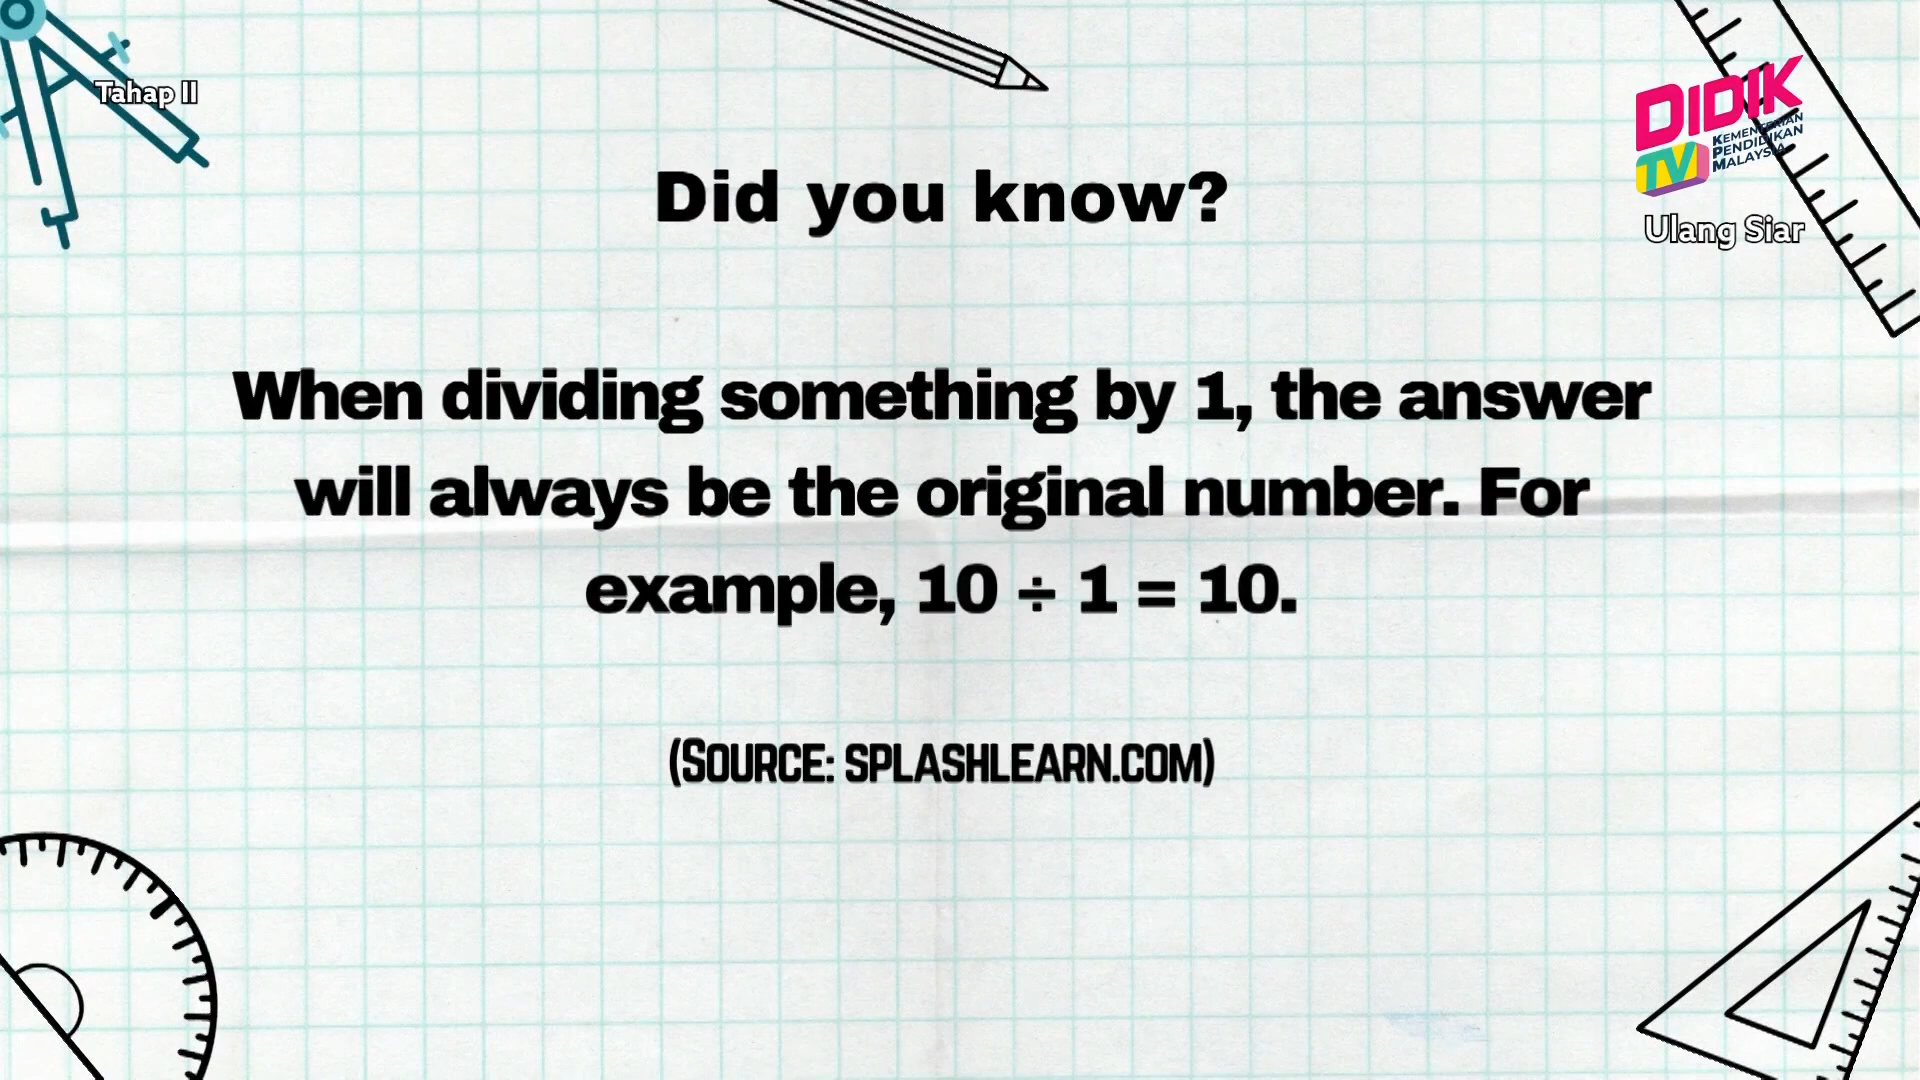 Tahap II
DIDIK
TV
KEMENTERIAN
PENDIDIKAN
MALAYSIA
Ulang Siar
Did you know?
When dividing something by 1, the answer
will always be the original number. For
example, 10 ÷ 1 = 10.
(SOURCE: SPLASHLEARN.COM)